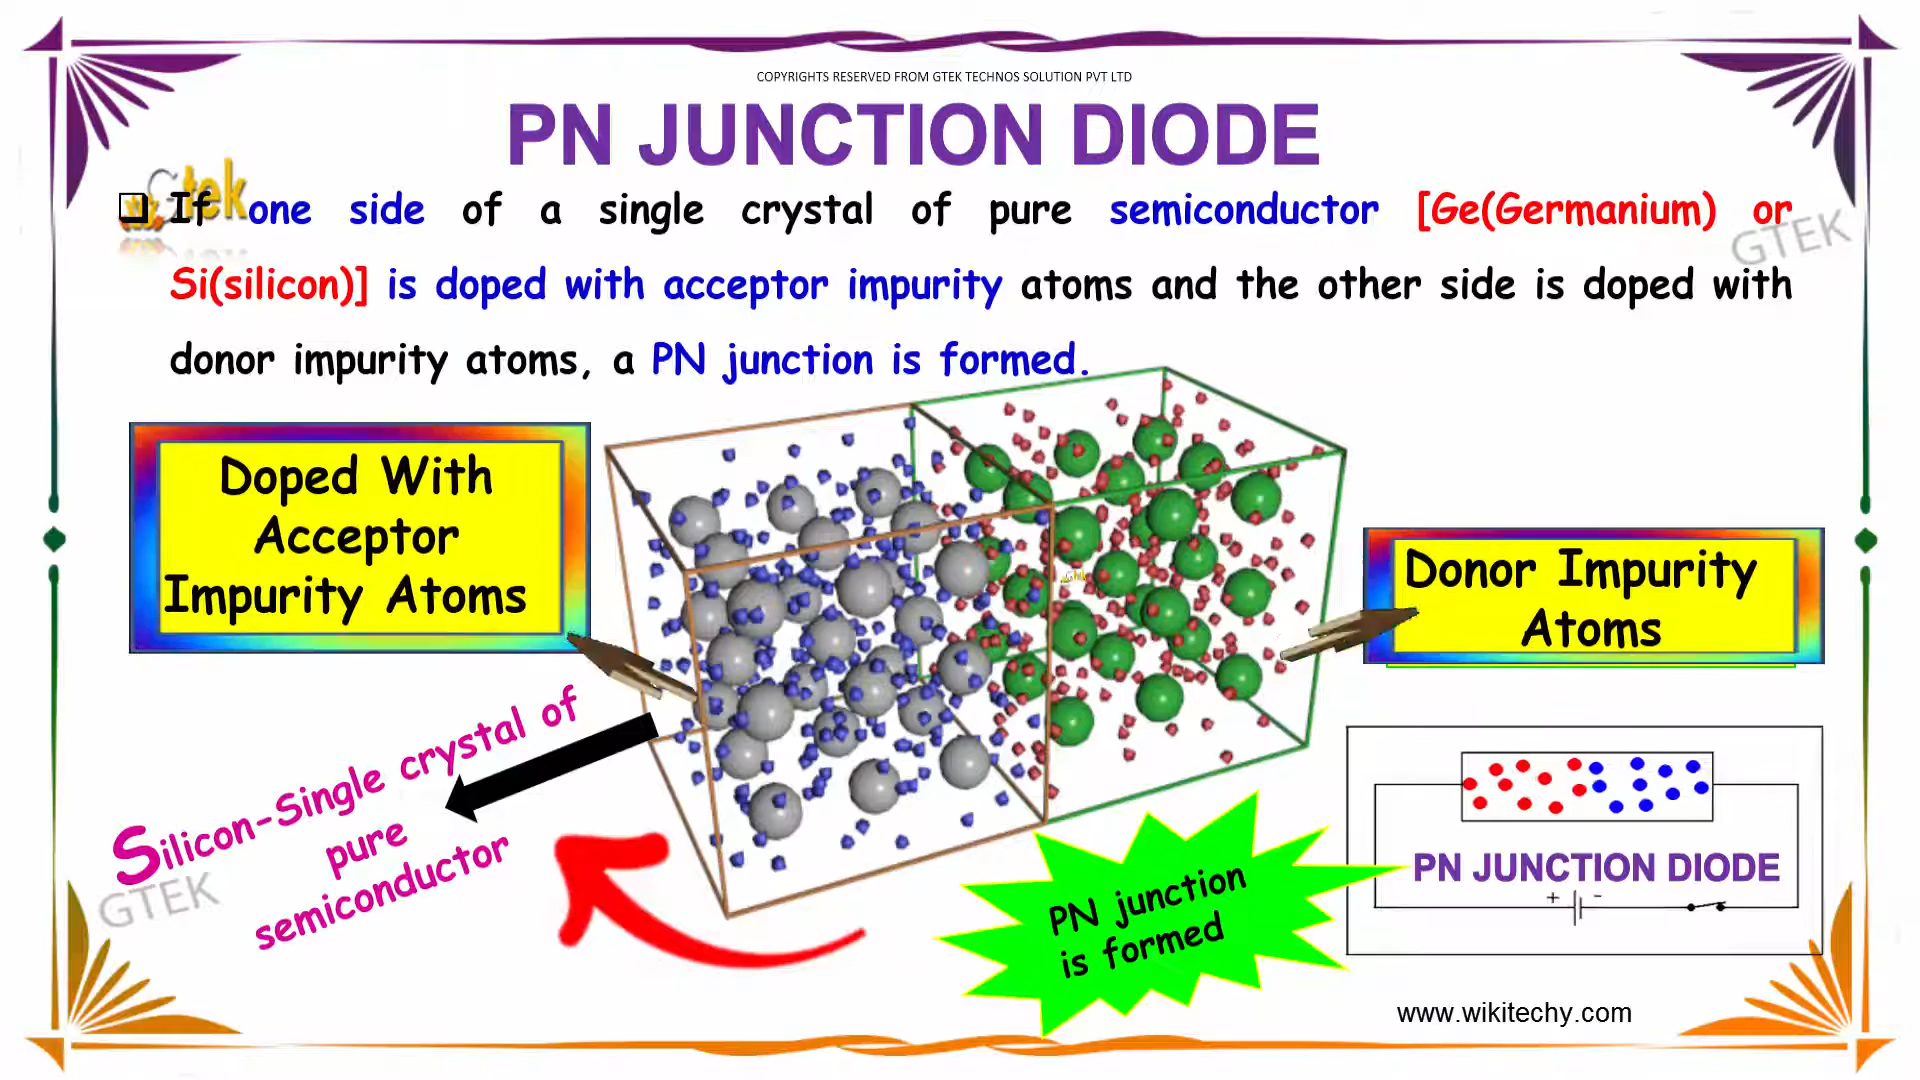 COPYRIGHTS RESERVED FROM GTEK TECHNOS SOLUTION PVT LTD
PN JUNCTION DIODE
Gtek
If one side of a single crystal of pure semiconductor [Ge(Germanium) or
Si(silicon)] is doped with acceptor impurity atoms and the other side is doped with
donor impurity atoms, a PN junction is formed.
GTEK
Doped With
Acceptor
Impurity Atoms
Gtek
Donor Impurity
Atoms
Silicon-Single crystal of
pure
semiconductor
GTEK
PN junction
is formed
PN JUNCTION DIODE
+ -
www.wikitechy.com